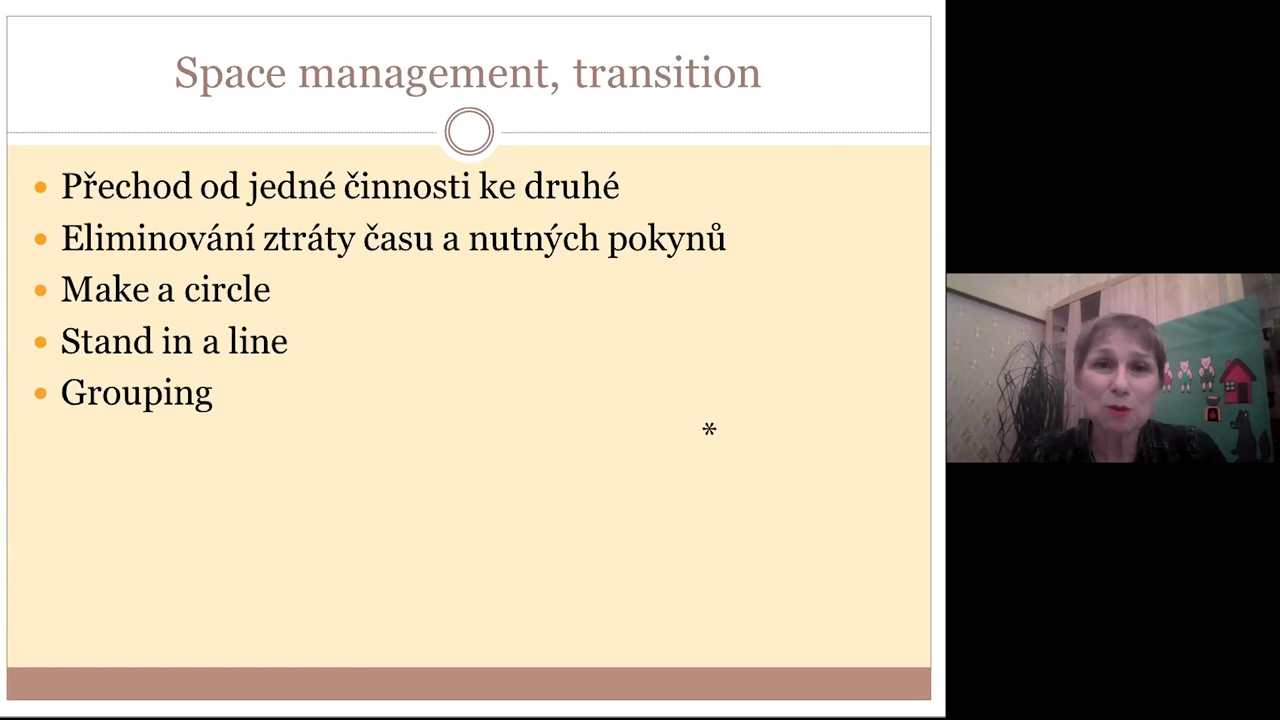 Space management, transition
Přechod od jedné činnosti ke druhé
Eliminování ztráty času a nutných pokynů
Make a circle
Stand in a line
Grouping
*